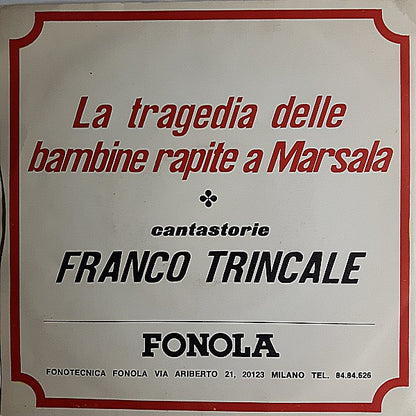 La tragedia delle
bambine rapite a Marsala
cantastorie
FRANCO TRINCALE
FONOLA
FONOTECNICA FONOLA VIA ARIBERTO 21, 20123 MILANO TEL. 84.84.626